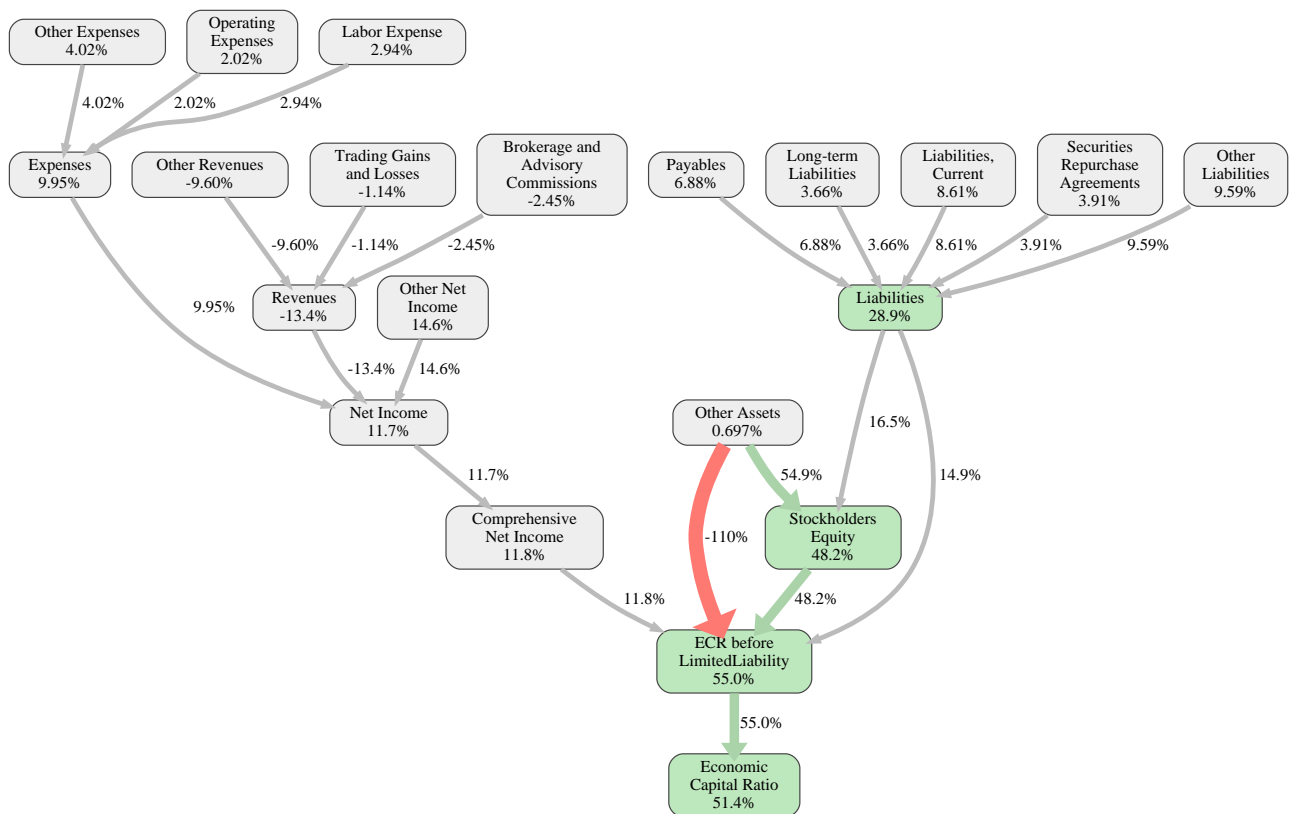 Other Expenses
4.02%
Operating
Expenses
2.02%
Labor Expense
2.94%
4.02%
2.02%
2.94%
Expenses
9.95%
Other Revenues
-9.60%
Trading Gains
and Losses
-1.14%
Brokerage and
Advisory
Commissions
-2.45%
Payables
6.88%
Long-term
Liabilities
3.66%
Liabilities,
Current
8.61%
Securities
Repurchase
Agreements
3.91%
Other
Liabilities
9.59%
-9.60%
-1.14%
-2.45%
6.88%
3.66%
8.61%
3.91%
9.59%
9.95%
Revenues
-13.4%
Other Net
Income
14.6%
Liabilities
28.9%
-13.4%
14.6%
Net Income
11.7%
Other Assets
0.697%
16.5%
11.7%
54.9%
14.9%
Comprehensive
Net Income
11.8%
-110%
Stockholders
Equity
48.2%
11.8%
48.2%
ECR before
LimitedLiability
55.0%
55.0%
Economic
Capital Ratio
51.4%